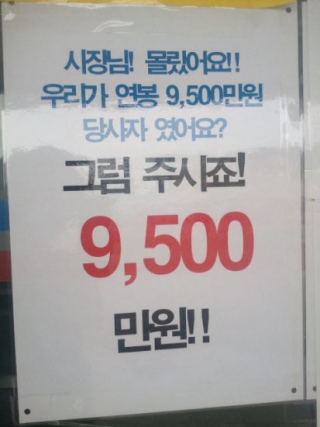 시장님! 몰랐어요!!
우리가 연봉 9,500만원
당사자 였어요?
그럼 주시죠!
9,500
만원!!